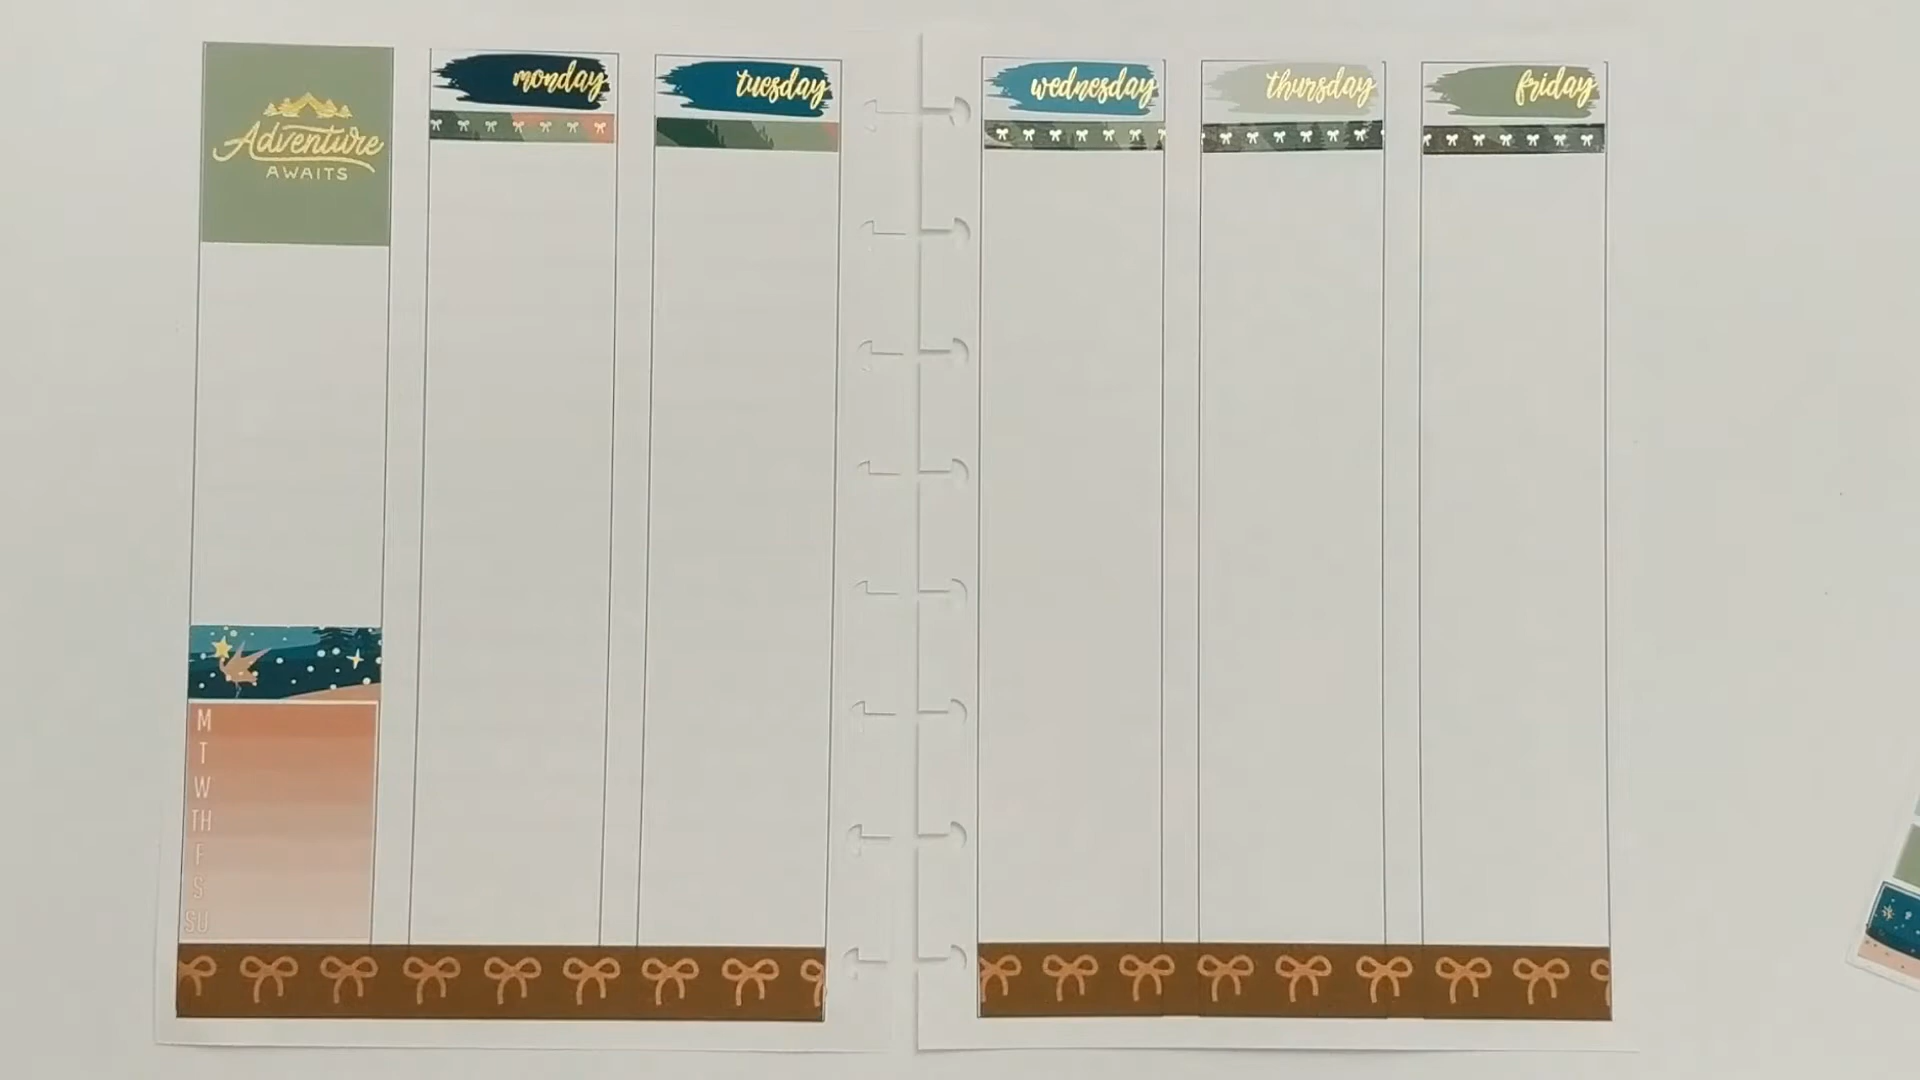 Adventure
AWAITS
monday
tuesday
wednesday
thursday
friday
M
T
W
TH
F
S
SU